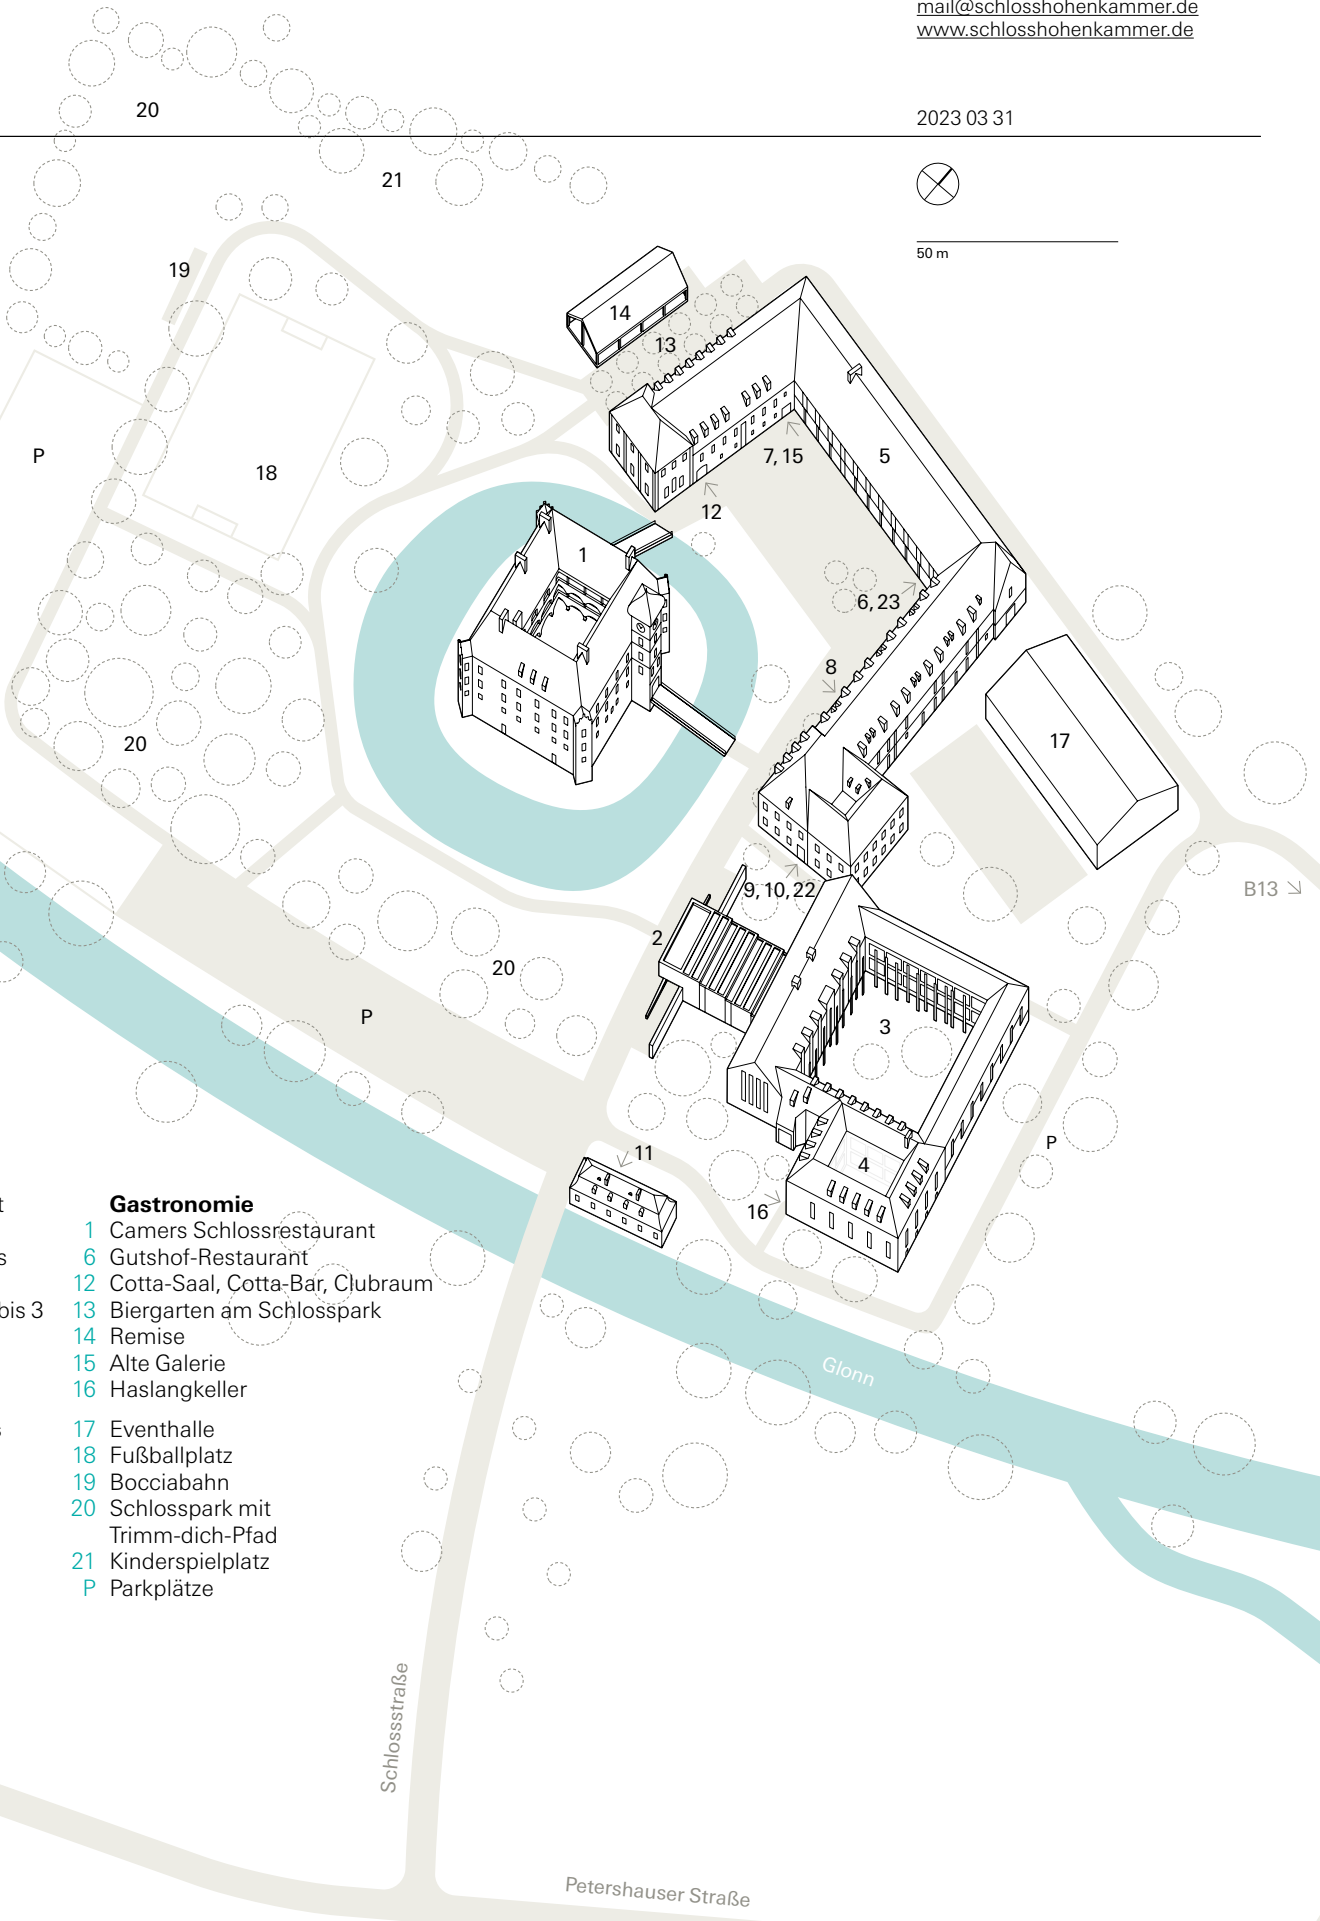 mail@schlosshohenkammer.de
www.schlosshohenkammer.de
20
2023 03 31
21
50 m
19
14
13
P
18
7, 15
5
12
1
6, 23
8
20
17
9, 10, 22
B13
2
20
P
3
P
11
4
16
t
Gastronomie
1 Camers Schlossrestaurant
s
6 Gutshof-Restaurant
12 Cotta-Saal, Cotta-Bar, Clubraum
bis 3
13 Biergarten am Schlosspark
14 Remise
15 Alte Galerie
16 Haslangkeller
s
17 Eventhalle
18 Fußballplatz
19 Bocciabahn
20 Schlosspark mit
Trimm-dich-Pfad
21 Kinderspielplatz
P Parkplätze
Glonn
Schlossstraße
Petershauser Straße